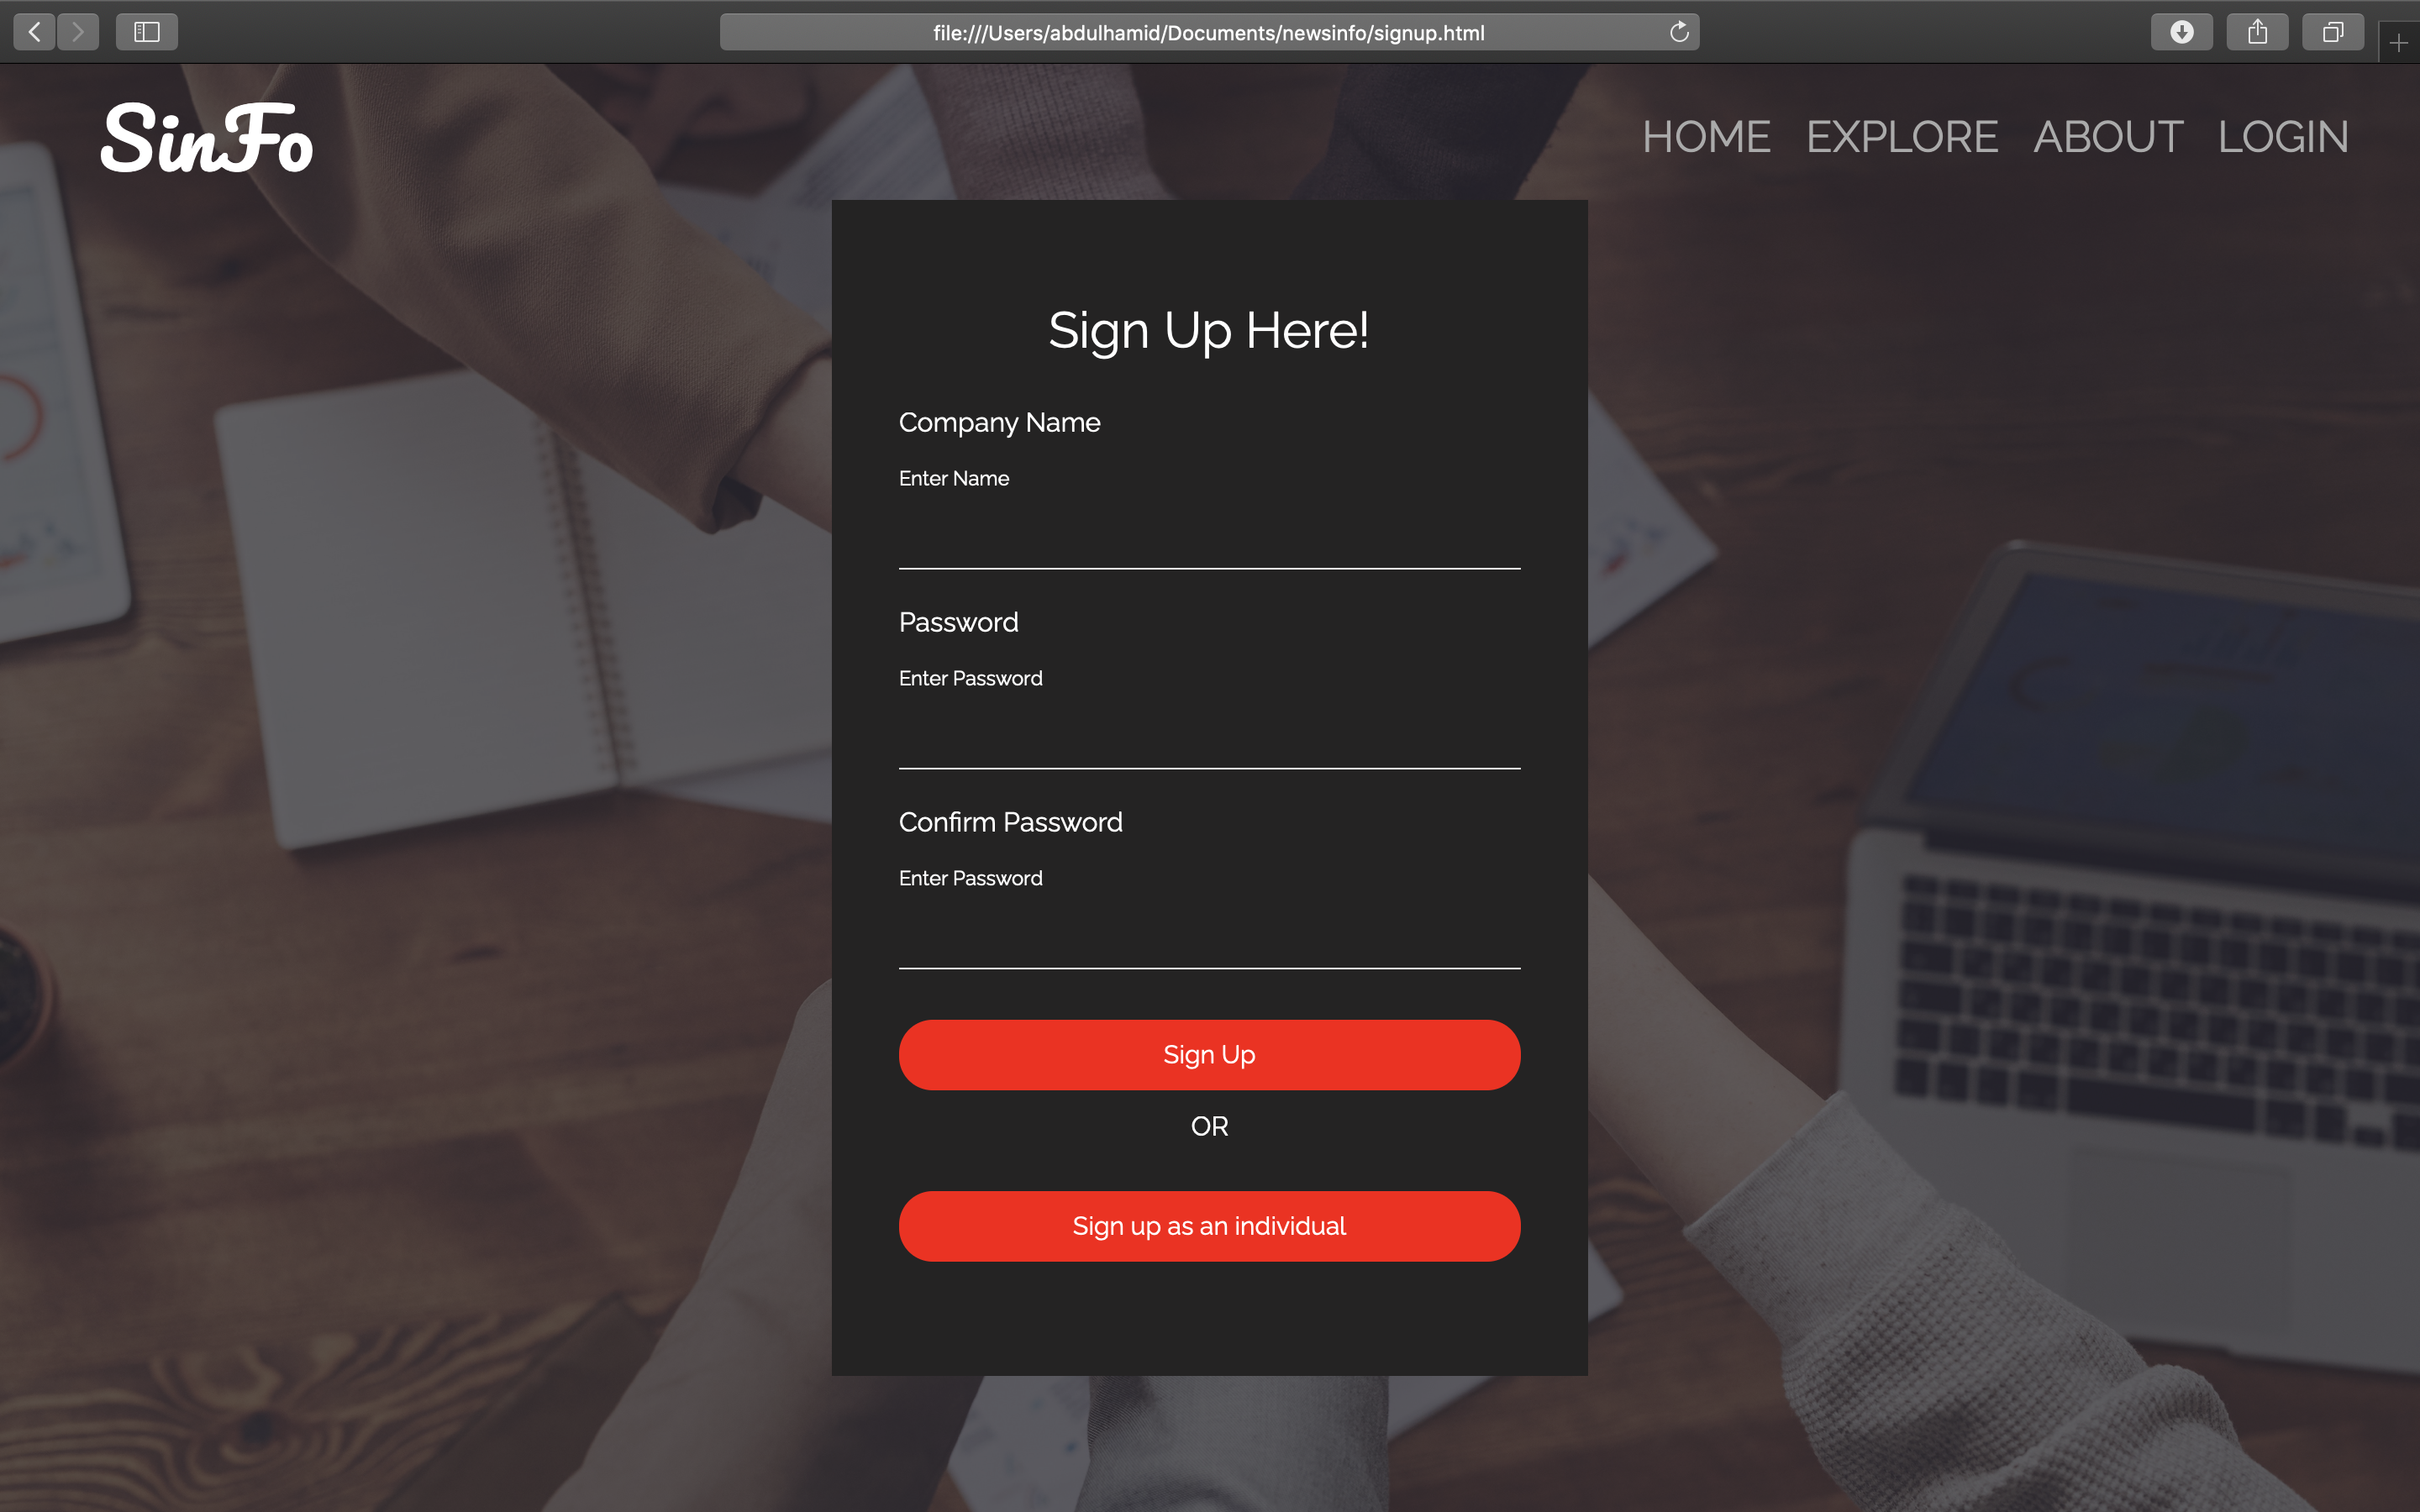 file:///Users/abdulhamid/Documents/newsinfo/signup.html
SinFo
HOME EXPLORE ABOUT LOGIN
Sign Up Here!
Company Name
Enter Name
Password
Enter Password
Confirm Password
Enter Password
Sign Up
OR
Sign up as an individual